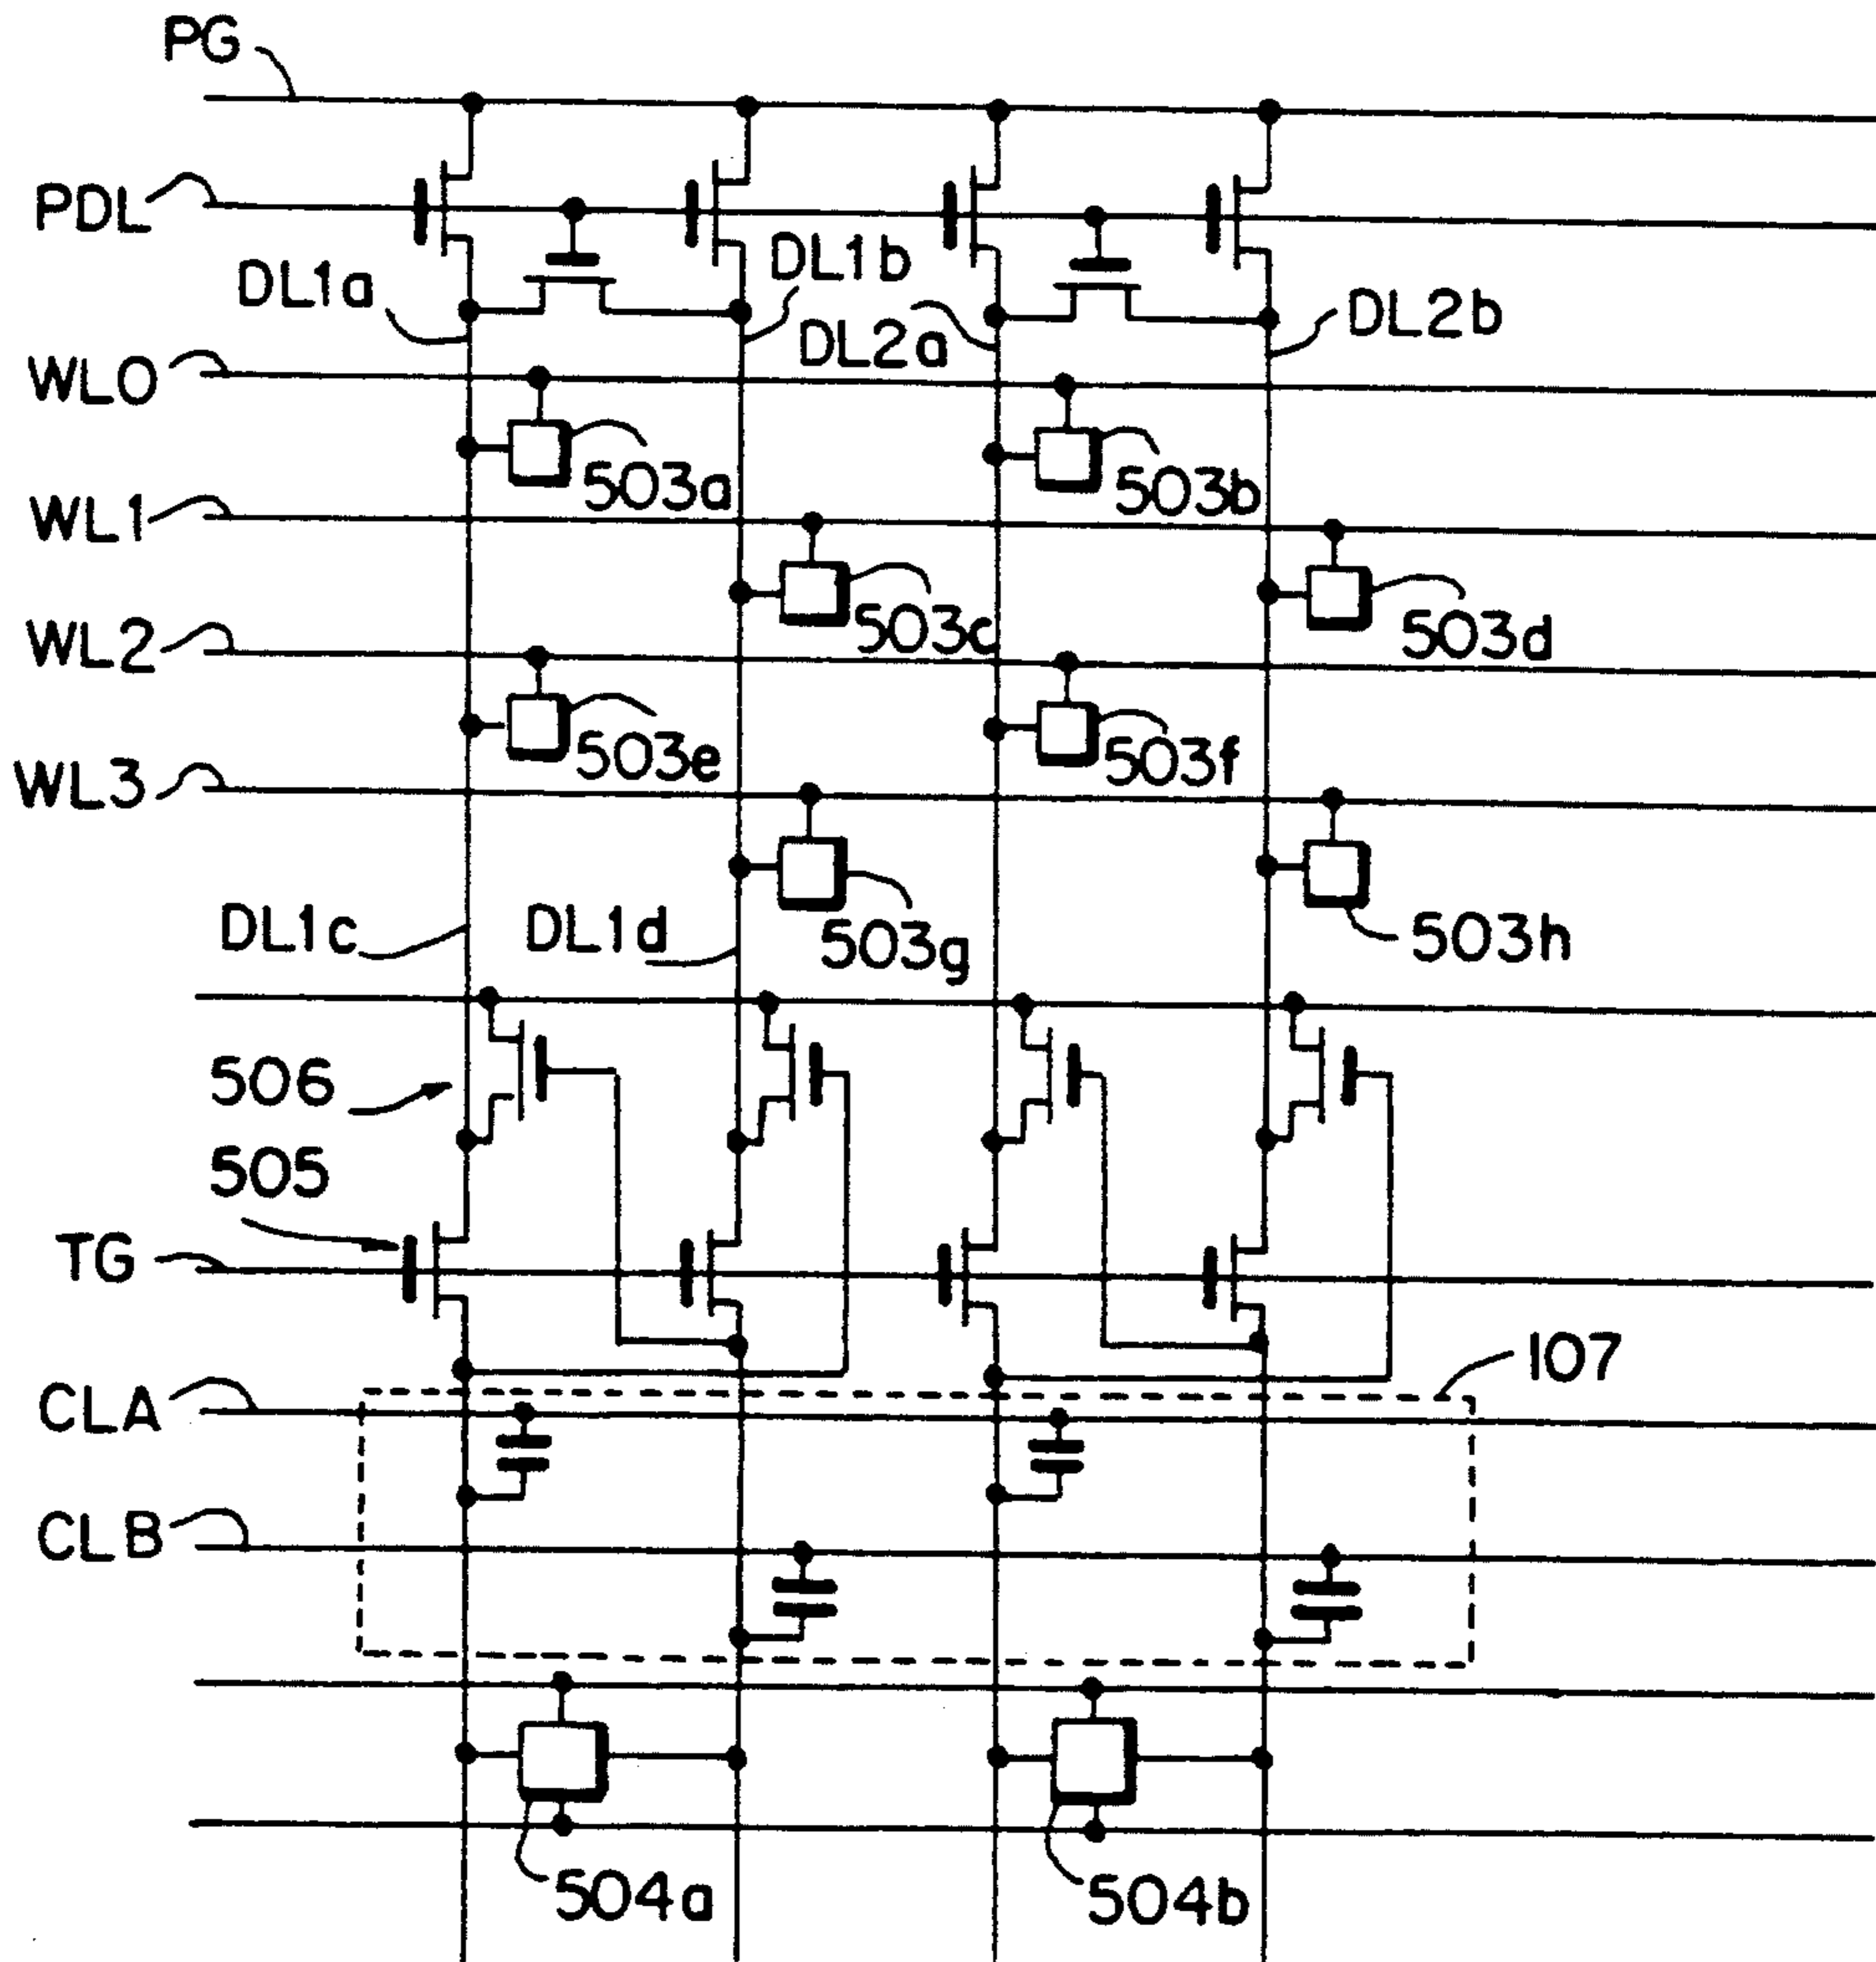 PG
PDL
DL1a
DL1b
DL2a
DL2b
WL0
503a
503b
WL1
503c
503d
WL2
503e
503f
WL3
503g
503h
DL1c
DL1d
506
505
TG
107
CLA
CLB
504a
504b